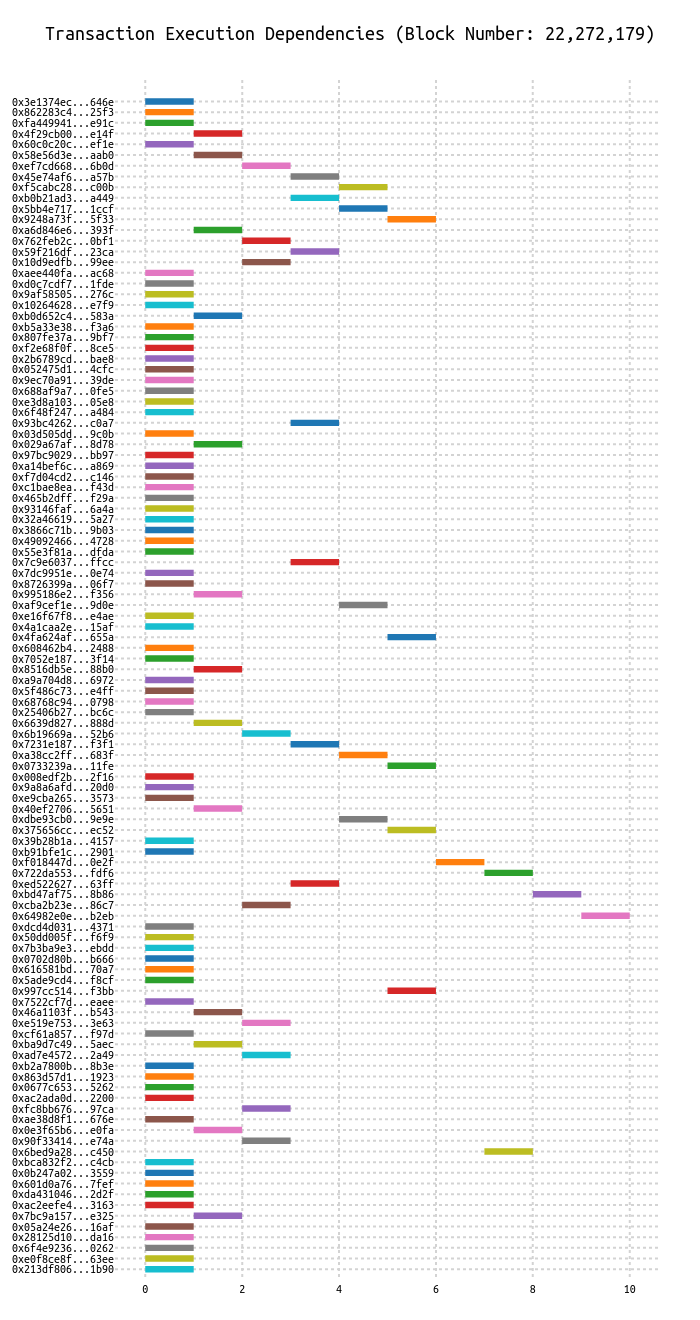 Transaction Execution Dependencies (Block Number: 22,272,179)
0x3e1374ec...646e
0x862283c4...25f3
0xfa449941...e91c
0x4f29cb00...e14f
0x60c0c20c...ef1e
0x58e56d3e...aab0
0xef7cd668...6b0d
0x45e74af6...a57b
0xf5cabc28...c00b
0xb0b21ad3...a449
0x5bb4e717...1ccf
0x9248a73f...5f33
0xa6d846e6...393f
0x762feb2c...0bf1
0x59f216df...23ca
0x10d9edfb...99ee
0xaee440fa...ac68
0xd0c7cdf7...1fde
0x9af58505...276c
0x10264628...e7f9
0xb0d652c4...583a
0xb5a33e38...f3a6
0x807fe37a...9bf7
0xf2e68f0f...8ce5
0x2b6789cd...bae8
0x052475d1...4cfc
0x9ec70a91...39de
0x688af9a7...0fe5
0xe3d8a103...05e8
0x6f48f247...a484
0x93bc4262...c0a7
0x03d505dd...9c0b
0x029a67af...8d78
0x97bc9029...bb97
0xa14bef6c...a869
0xf7d04cd2...c146
0xc1bae8ea...f43d
0x465b2dff...f29a
0x93146faf...6a4a
0x32a46619...5a27
0x3866c71b...9b03
0x49092466...4728
0x55e3f81a...dfda
0x7c9e6037...ffcc
0x7dc9951e...0e74
0x8726399a...06f7
0x995186e2...f356
0xaf9cef1e...9d0e
0xe16f67f8...e4ae
0x4a1caa2e...15af
0x4fa624af...655a
0x608462b4...2488
0x7052e187...3f14
0x8516db5e...88b0
0xa9a704d8...6972
0x5f486c73...e4ff
0x68768c94...0798
0x25406b27...bc6c
0x6639d827...888d
0x6b19669a...52b6
0x7231e187...f3f1
0xa38cc2ff...683f
0x0733239a...11fe
0x008edf2b...2f16
0x9a8a6afd...20d0
0xe9cba265...3573
0x40ef2706...5651
0xdbe93cb0...9e9e
0x375656cc...ec52
0x39b28b1a...4157
0xb91bfe1c...2901
0xf018447d...0e2f
0x722da553...fdf6
0xed522627...63ff
0xbd47af75...8b86
0xcba2b23e...86c7
0x64982e0e...b2eb
0xdcd4d031...4371
0x50dd005f...f6f9
0x7b3ba9e3...ebdd
0x0702d80b...b666
0x616581bd...70a7
0x5ade9cd4...f8cf
0x997cc514...f3bb
0x7522cf7d...eaee
0x46a1103f...b543
0xe519e753...3e63
0xcf61a857...f97d
0xba9d7c49...5aec
0xad7e4572...2a49
0xb2a7800b...8b3e
0x863d57d1...1923
0x0677c653...5262
0xac2ada0d...2200
0xfc8bb676...97ca
0xae38d8f1...676e
0x0e3f65b6...e0fa
0x90f33414...e74a
0x6bed9a28...c450
0xbca832f2...c4cb
0x0b247a02...3559
0x601d0a76...7fef
0xda431046...2d2f
0xac2eefe4...3163
0x7bc9a157...e325
0x05a24e26...16af
0x28125d10...da16
0x6f4e9236...0262
0xe0f8ce8f...63ee
0x213df806...1b90
0 2 4 6 8 10